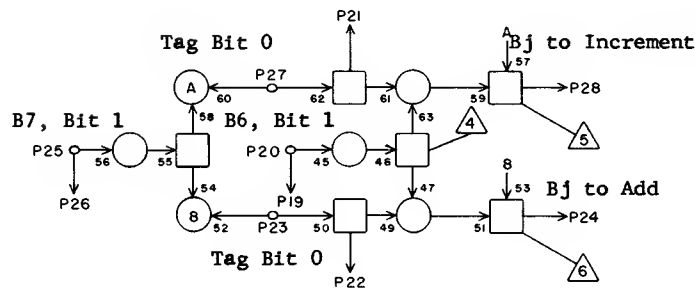 P21
Tag Bit 0
A
Bj to Increment
P27
57
A
60
62
61
59
P28
58
63
B7, Bit 1
B6, Bit 1
4
5
P25
56
55
P20
45
46
54
47
8
53
Bj to Add
P26
P19
8
P23
52
50
49
51
P24
Tag Bit 0
P22
6